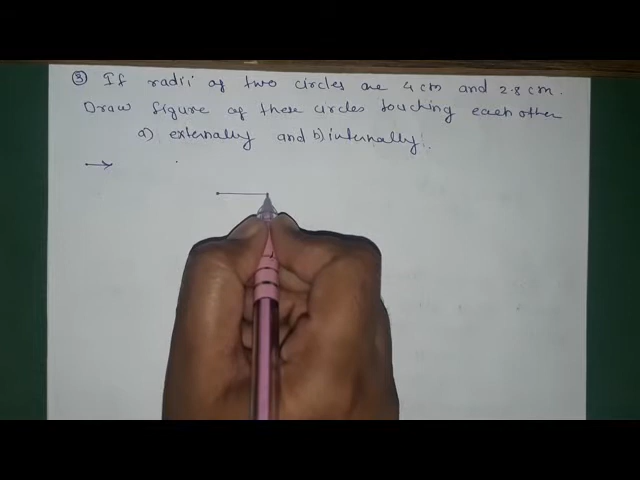 ③ If radii of two circles are 4 cm and 2.8 cm.
Draw figure of these circles touching each other
a) externally and b) internally.
→